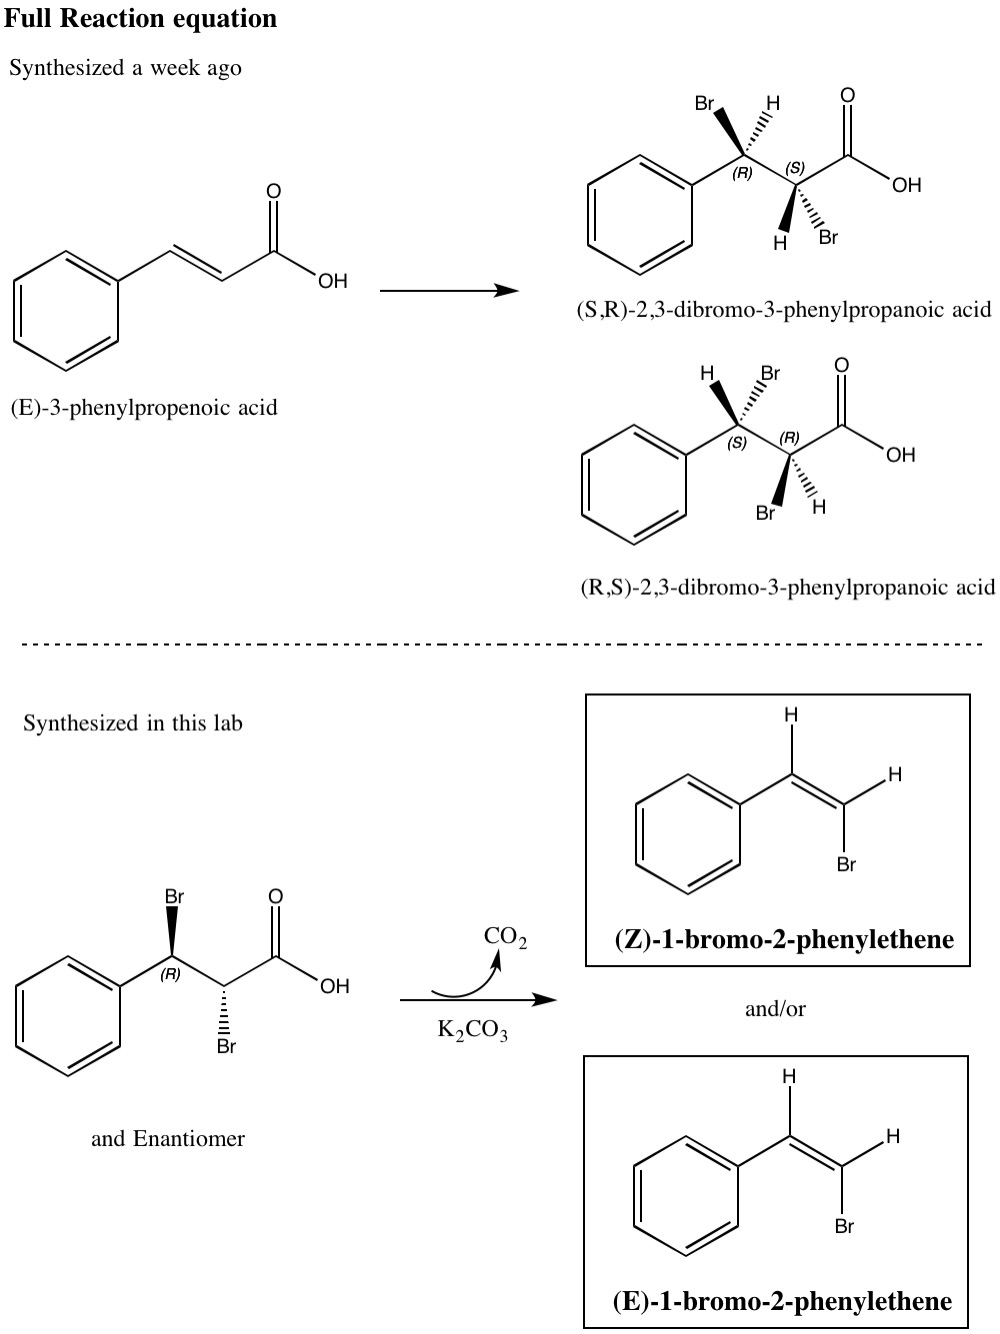 Full Reaction equation
Synthesized a week ago
Br H O
(R) (S)
OH
H Br
(S,R)-2,3-dibromo-3-phenylpropanoic acid
O
OH
(E)-3-phenylpropenoic acid
H Br O
(S) (R)
OH
Br H
(R,S)-2,3-dibromo-3-phenylpropanoic acid
Synthesized in this lab
Br O
(R)
OH
Br
and Enantiomer
CO2
K2CO3
H
H
Br
(Z)-1-bromo-2-phenylethene
and/or
H
H
Br
(E)-1-bromo-2-phenylethene